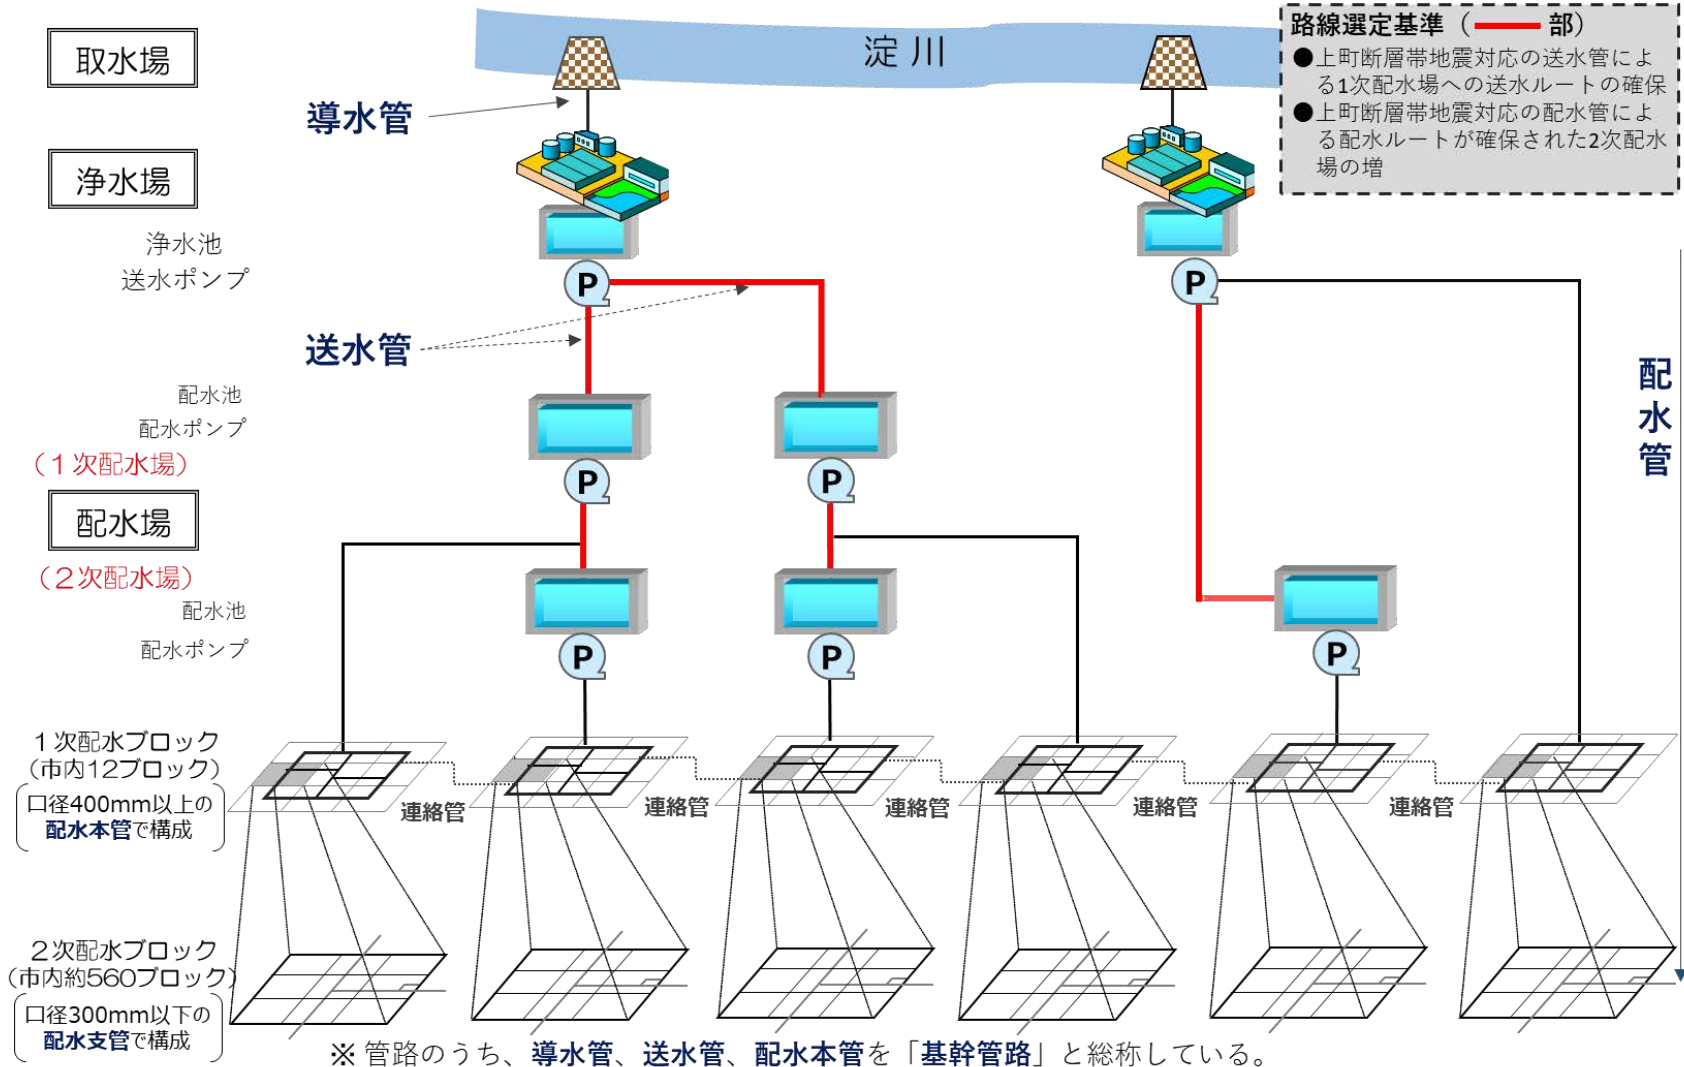 淀川
路線選定基準（ 部）
●上町断層帯地震対応の送水管によ
る1次配水場への送水ルートの確保
●上町断層帯地震対応の配水管によ
る配水ルートが確保された2次配水
場の増
取水場
導水管
浄水場
浄水池
送水ポンプ
P
P
送水管
配水管
配水池
配水ポンプ
（１次配水場）
P
P
配水場
（２次配水場）
配水池
配水ポンプ
P
P
P
１次配水ブロック
（市内12ブロック）
口径400mm以上の
配水本管で構成
連絡管
連絡管
連絡管
連絡管
連絡管
２次配水ブロック
（市内約560ブロック）
口径300mm以下の
配水支管で構成
※ 管路のうち、導水管、送水管、配水本管を「基幹管路」と総称している。